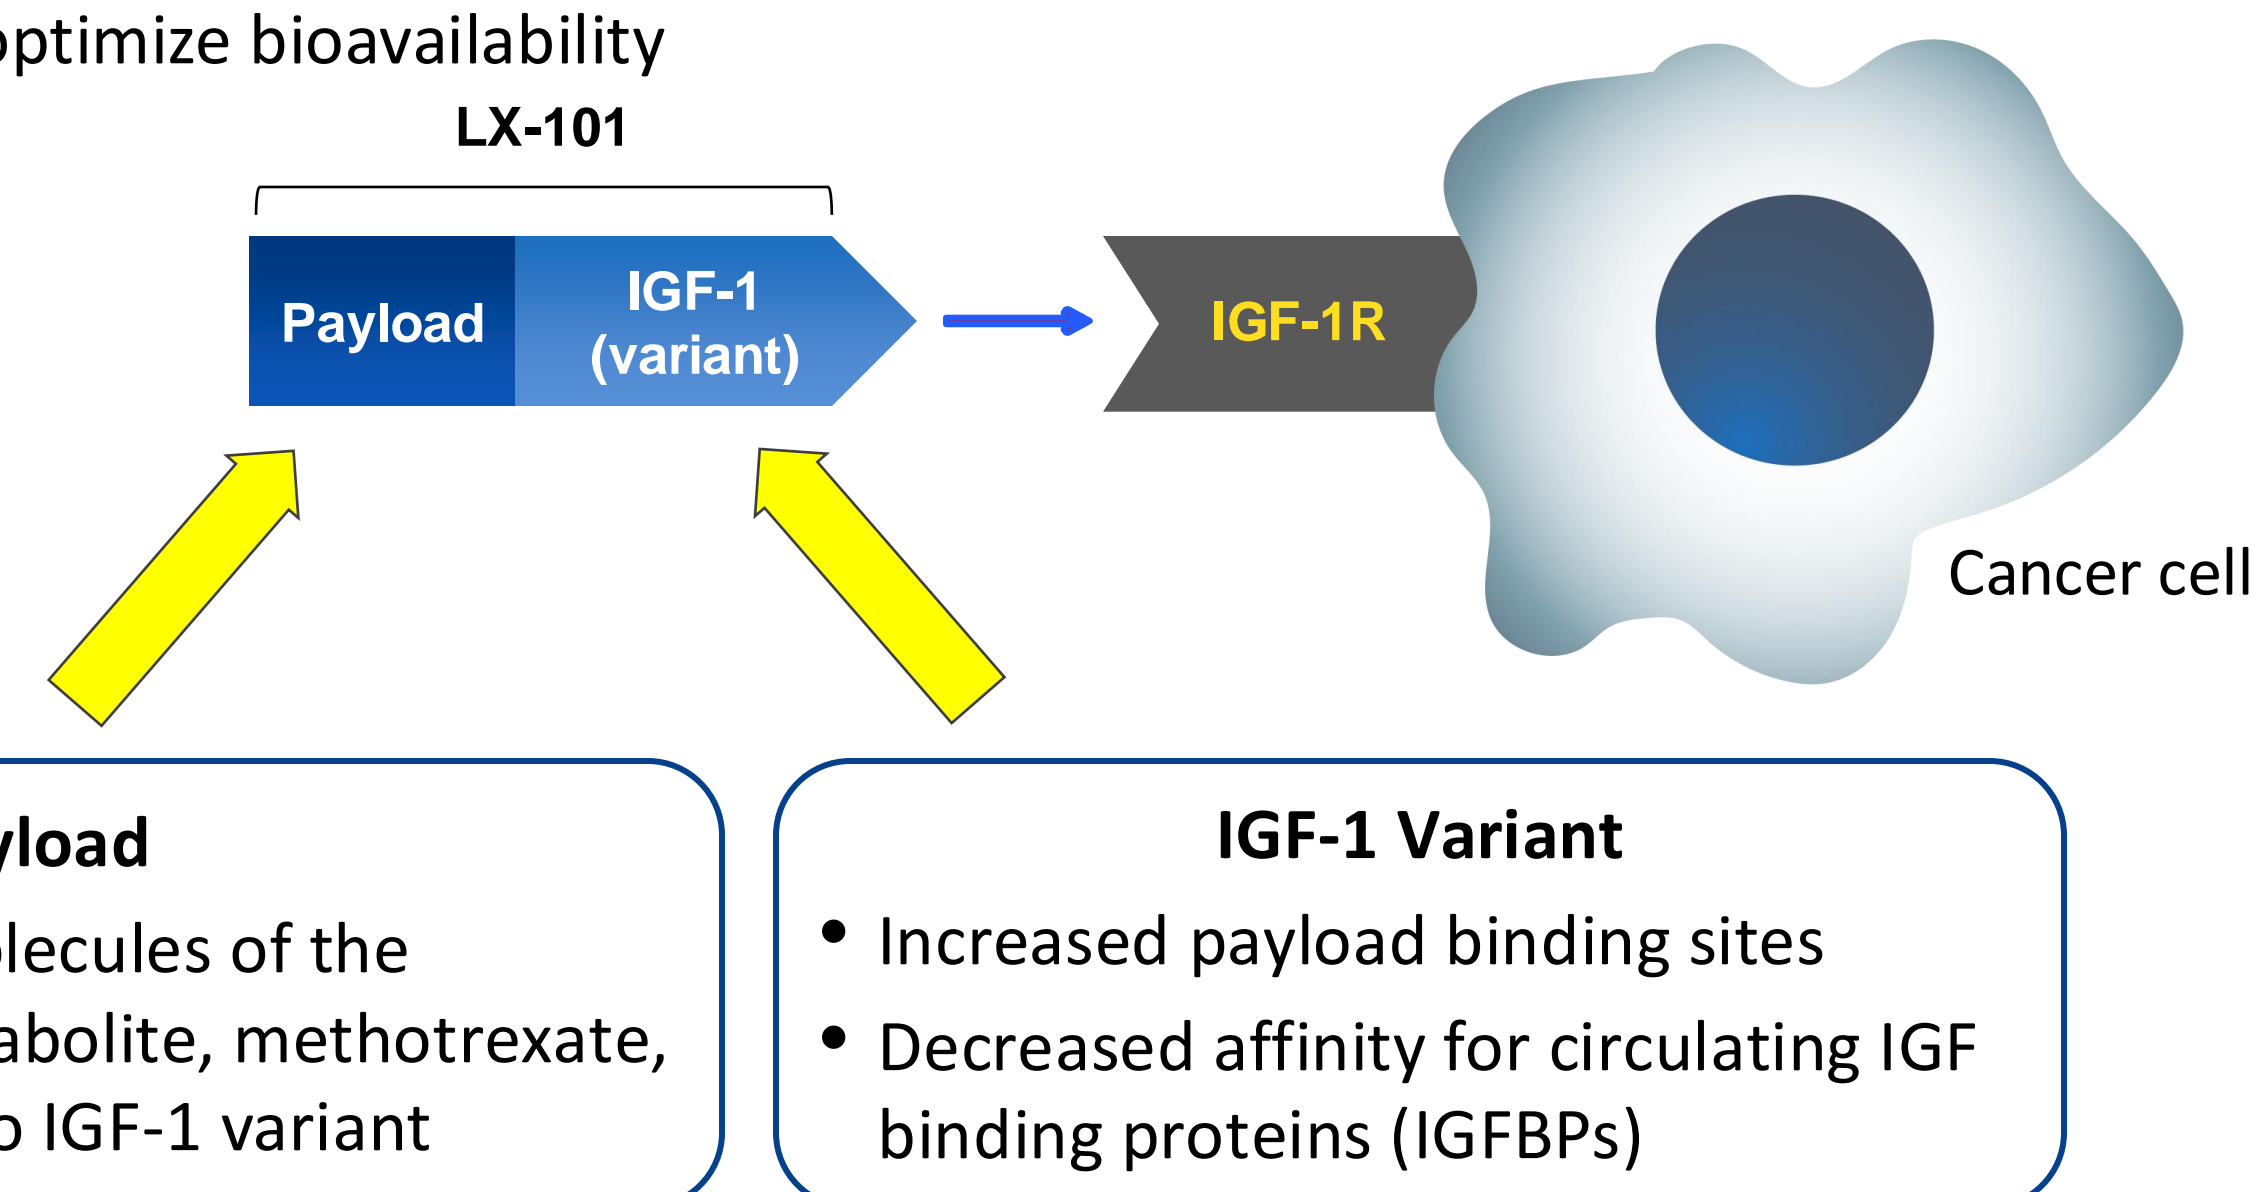 optimize bioavailability
LX-101
Payload
IGF-1
(variant)
IGF-1R
Cancer cell
yload
lecules of the
abolite, methotrexate,
o IGF-1 variant
IGF-1 Variant
• Increased payload binding sites
• Decreased affinity for circulating IGF
binding proteins (IGFBPs)